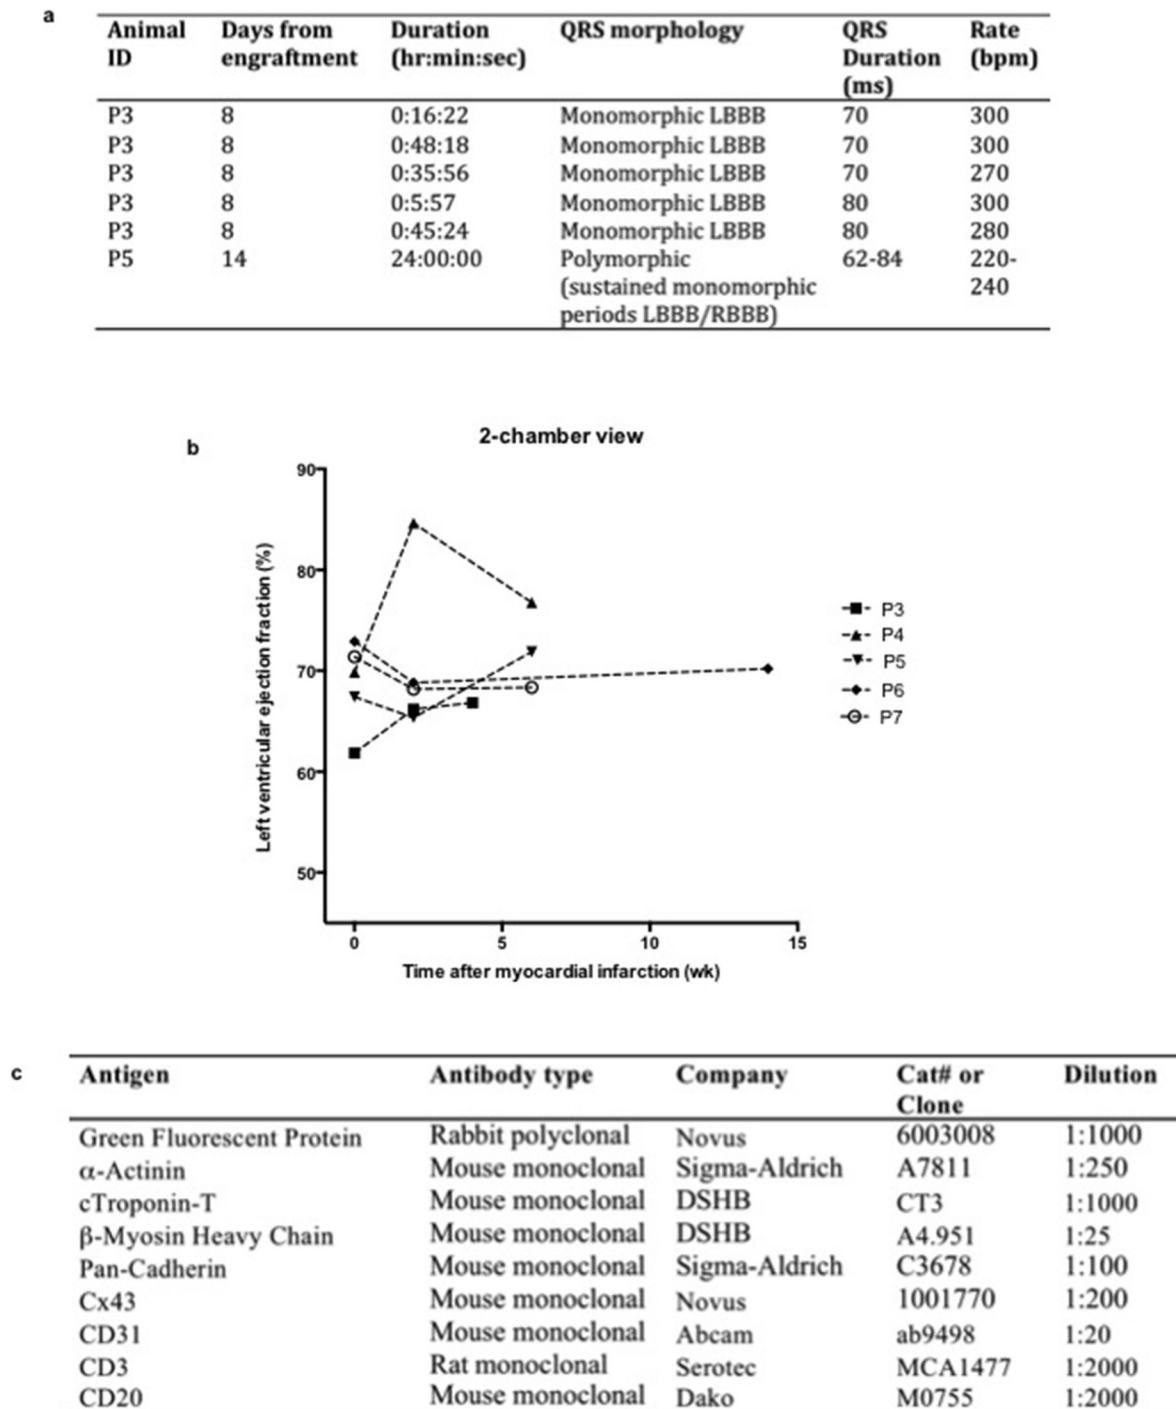 a
Animal Days from Duration QRS morphology QRS Rate
ID engraftment (hr:min:sec) Duration (bpm)
(ms)
P3 8 0:16:22 Monomorphic LBBB 70 300
P3 8 0:48:18 Monomorphic LBBB 70 300
P3 8 0:35:56 Monomorphic LBBB 70 270
P3 8 0:5:57 Monomorphic LBBB 80 300
P3 8 0:45:24 Monomorphic LBBB 80 280
P5 14 24:00:00 Polymorphic 62-84 220-
(sustained monomorphic 240
periods LBBB/RBBB)
b
2-chamber view
90
80
70
60
50
Left ventricular ejection fraction (%)
0 5 10 15
Time after myocardial infarction (wk)
P3
P4
P5
P6
P7
c
Antigen Antibody type Company Cat# or Dilution
Clone
Green Fluorescent Protein Rabbit polyclonal Novus 6003008 1:1000
α-Actinin Mouse monoclonal Sigma-Aldrich A7811 1:250
cTroponin-T Mouse monoclonal DSHB CT3 1:1000
β-Myosin Heavy Chain Mouse monoclonal DSHB A4.951 1:25
Pan-Cadherin Mouse monoclonal Sigma-Aldrich C3678 1:100
Cx43 Mouse monoclonal Novus 1001770 1:200
CD31 Mouse monoclonal Abcam ab9498 1:20
CD3 Rat monoclonal Serotec MCA1477 1:2000
CD20 Mouse monoclonal Dako M0755 1:2000